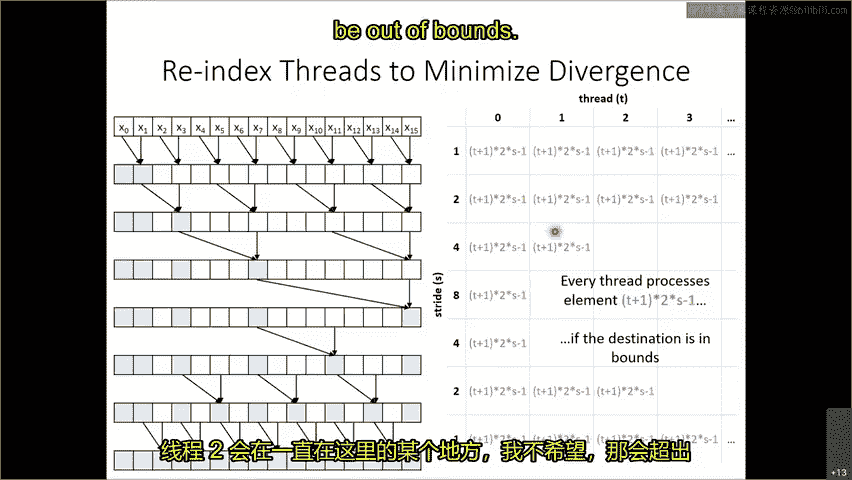 be out of bounds.
课程资源@bilibili.com
Re-index Threads to Minimize Divergence
thread (t)
0 1 2 3 ...
x0 x1 x2 x3 x4 x5 x6 x7 x8 x9 x10 x11 x12 x13 x14 x15
1 (t+1)*2*s-1 (t+1)*2*s-1 (t+1)*2*s-1 (t+1)*2*s-1 ...
2 (t+1)*2*s-1 (t+1)*2*s-1 (t+1)*2*s-1 (t+1)*2*s-1
4 (t+1)*2*s-1 (t+1)*2*s-1
stride (s)
8 (t+1)*2*s-1
Every thread processes
element (t+1)*2*s-1...
4 (t+1)*2*s-1
...if the destination is in
bounds
2 (t+1)*2*s-1 (t+1)*2*s-1 (t+1)*2*s-1
线程 2 会在一直在这里的某个地方，我不希望，那会超出
+13